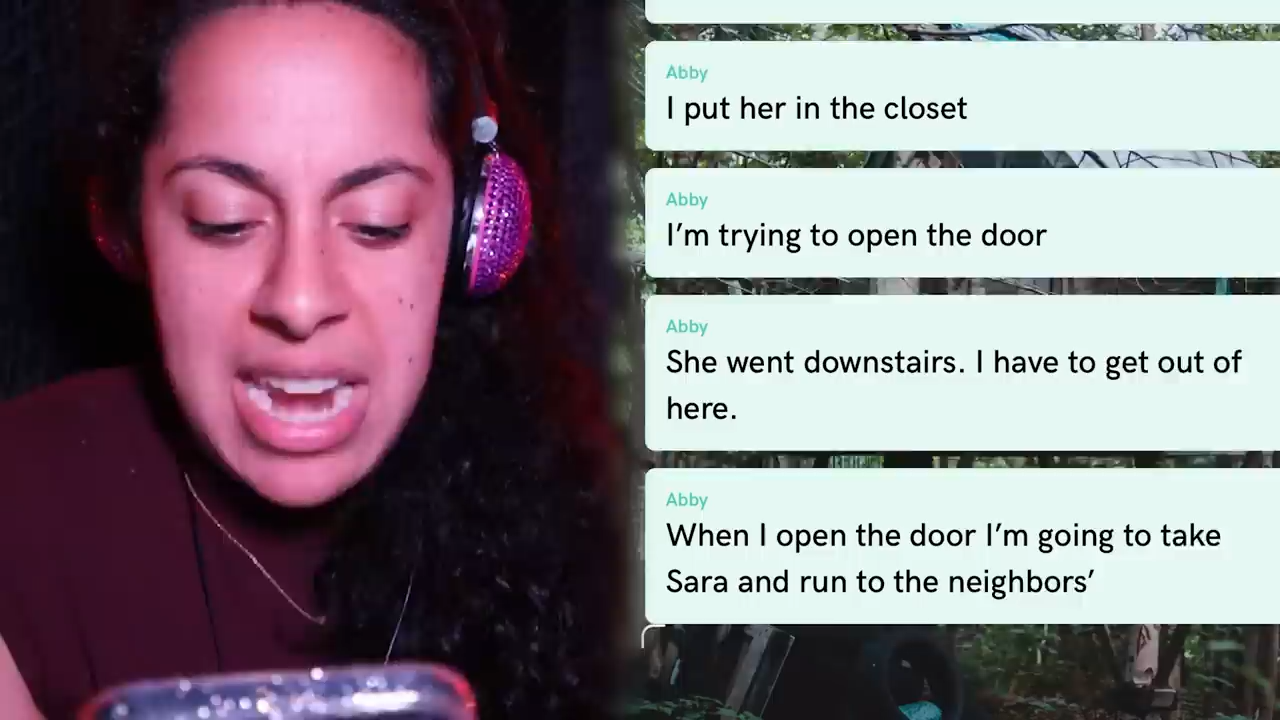 Abby
I put her in the closet
Abby
I’m trying to open the door
Abby
She went downstairs. I have to get out of
here.
Abby
When I open the door I’m going to take
Sara and run to the neighbors’